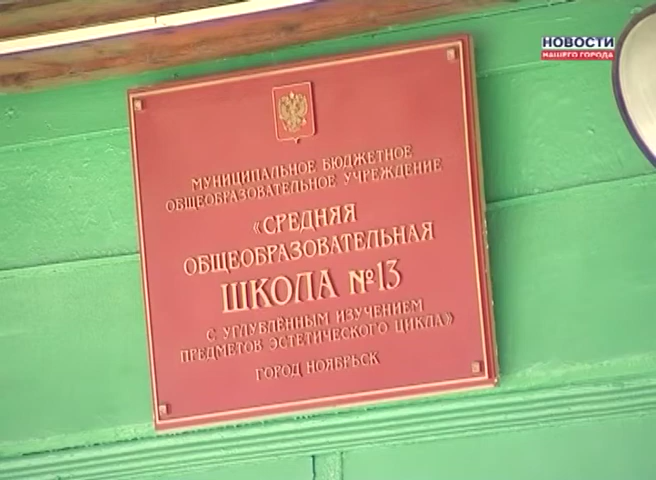 НОВОСТИ
НАШЕГО ГОРОДА
МУНИЦИПАЛЬНОЕ БЮДЖЕТНОЕ
ОБЩЕОБРАЗОВАТЕЛЬНОЕ УЧРЕЖДЕНИЕ
«СРЕДНЯЯ
ОБЩЕОБРАЗОВАТЕЛЬНАЯ
ШКОЛА №13
С УГЛУБЛЁННЫМ ИЗУЧЕНИЕМ
ПРЕДМЕТОВ ЭСТЕТИЧЕСКОГО ЦИКЛА»
ГОРОД НОЯБРЬСК